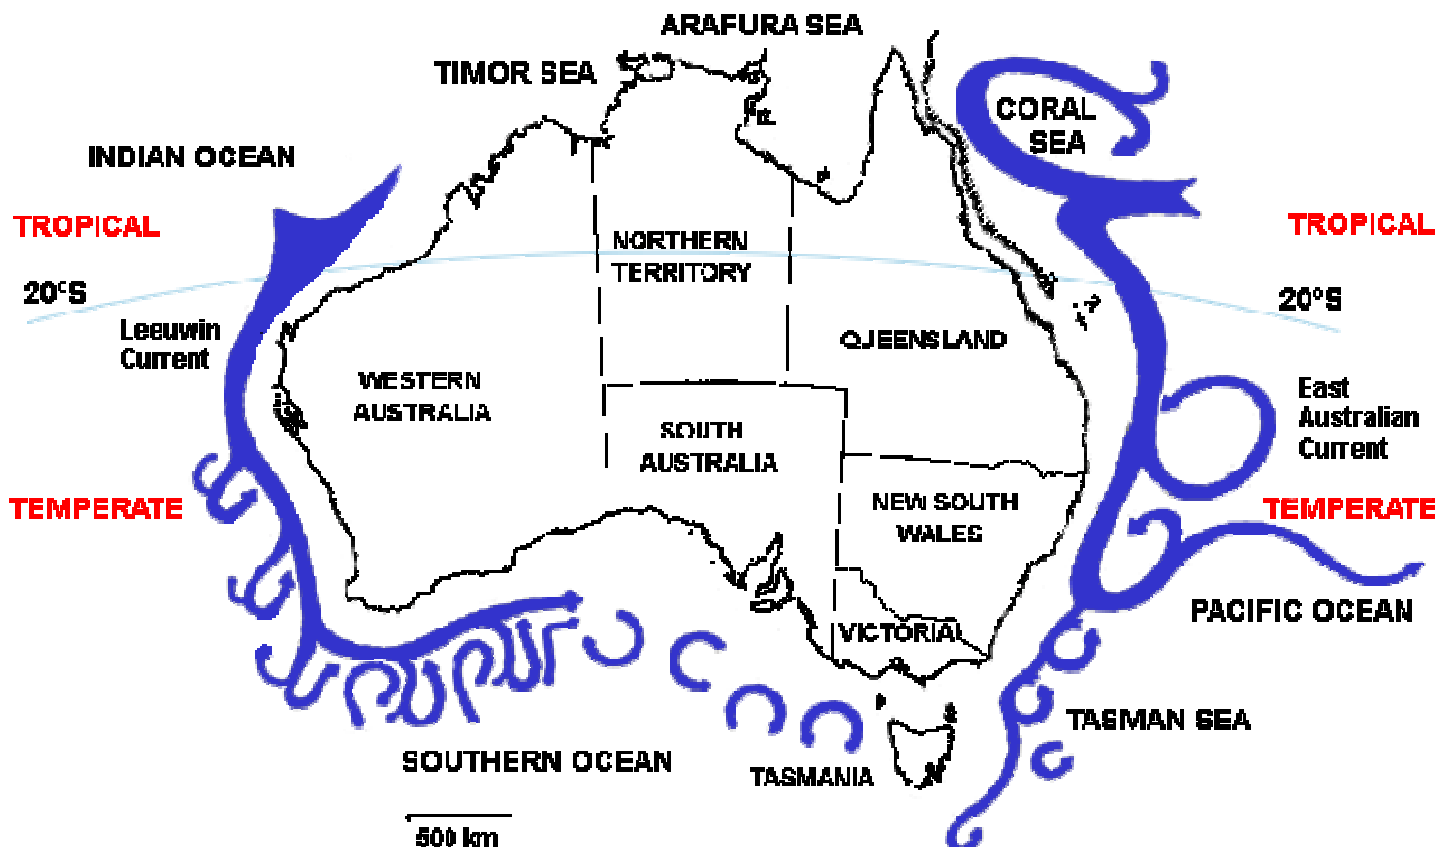 ARAFURA SEA
TIMOR SEA
CORAL
SEA
INDIAN OCEAN
TROPICAL
TROPICAL
NORTHERN
TERRITORY
20°S
20°S
Leeuwin
Current
QUEENSLAND
WESTERN
AUSTRALIA
East
Australian
Current
SOUTH
AUSTRALIA
TEMPERATE
NEW SOUTH
WALES
TEMPERATE
PACIFIC OCEAN
VICTORIA
TASMAN SEA
SOUTHERN OCEAN
TASMANIA
500 km